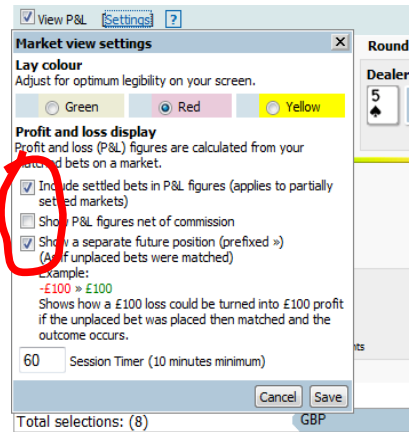 View P&L [Settings] ?
Market view settings X
Lay colour
Adjust for optimum legibility on your screen.
Green Red Yellow
Profit and loss display
Profit and loss (P&L) figures are calculated from your
matched bets on a market.
Include settled bets in P&L figures (applies to partially
settled markets)
Show P&L figures net of commission
Show a separate future position (prefixed »)
(As if unplaced bets were matched)
Example:
-£100 » £100
Shows how a £100 loss could be turned into £100 profit
if the unplaced bet was placed then matched and the
outcome occurs.
60 Session Timer (10 minutes minimum)
Cancel Save
Total selections: (8) GBP
Round
Dealer
5
nts